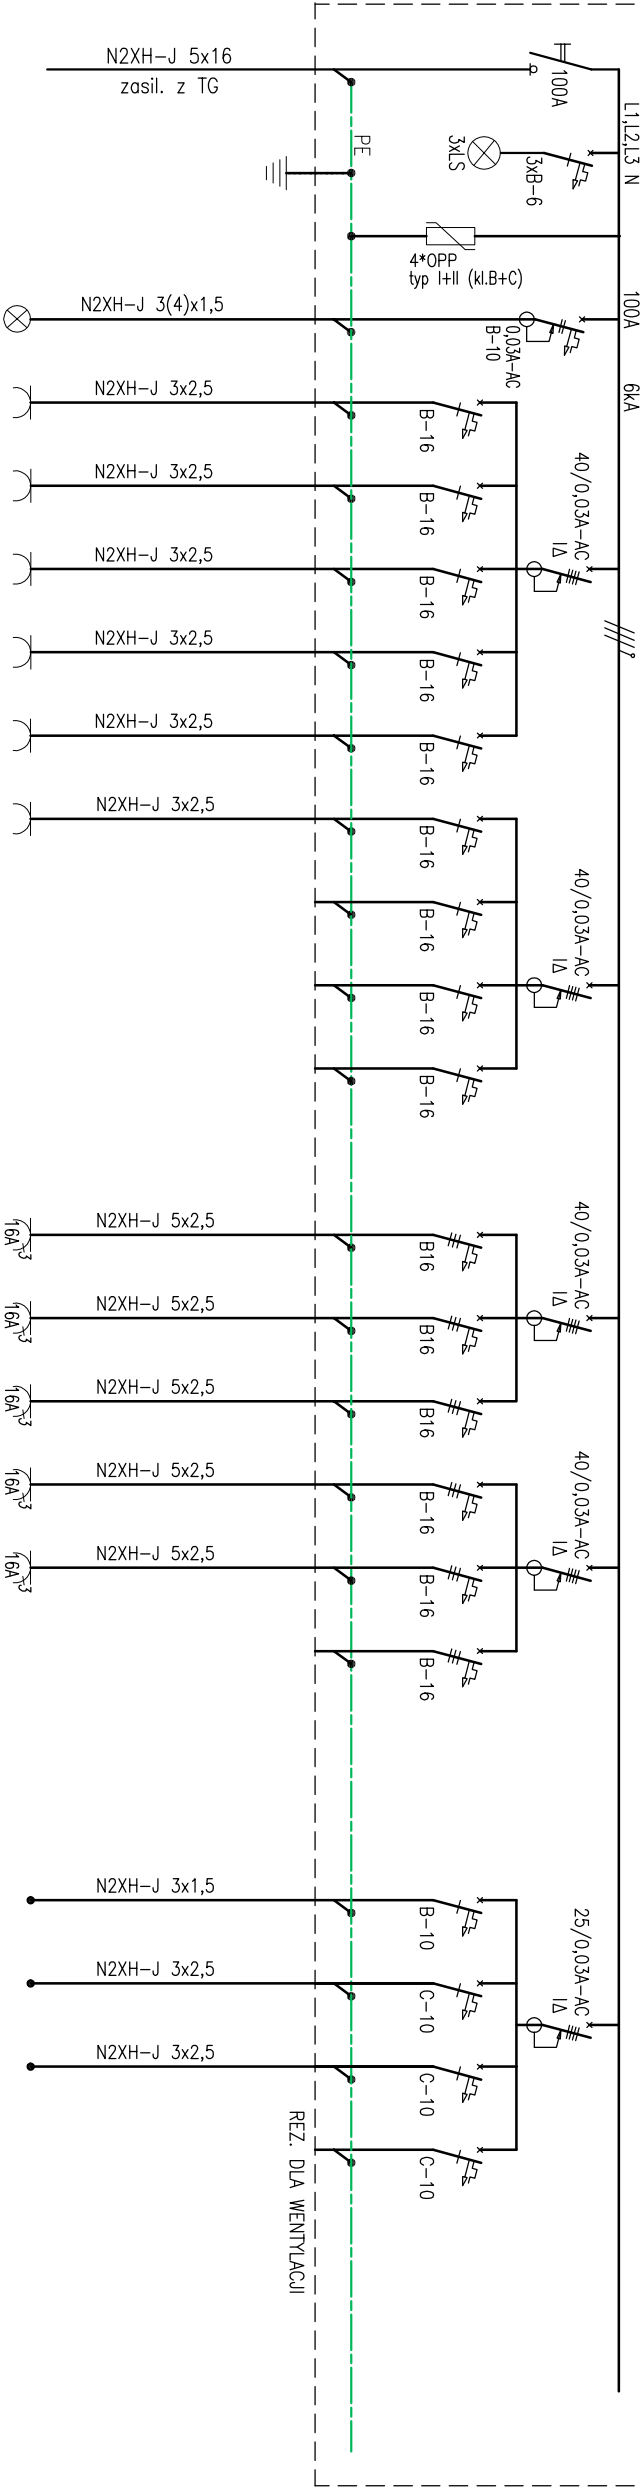 N2XH-J 5x16
zasil. z TG
100A
L1,L2,L3 N
PE
3xLS
3xB-6
4*OPP
typ I+II (kl.B+C)
100A
6kA
N2XH-J 3(4)x1,5
0,03A-AC
B-10
N2XH-J 3x2,5
B-16
40/0,03A-AC
I∆
N2XH-J 3x2,5
B-16
N2XH-J 3x2,5
B-16
N2XH-J 3x2,5
B-16
N2XH-J 3x2,5
B-16
N2XH-J 3x2,5
B-16
40/0,03A-AC
I∆
B-16
B-16
B-16
40/0,03A-AC
I∆
N2XH-J 5x2,5
16A 3
B16
N2XH-J 5x2,5
16A 3
B16
N2XH-J 5x2,5
16A 3
B16
40/0,03A-AC
I∆
N2XH-J 5x2,5
16A 3
B-16
N2XH-J 5x2,5
16A 3
B-16
B-16
N2XH-J 3x1,5
B-10
25/0,03A-AC
I∆
N2XH-J 3x2,5
C-10
N2XH-J 3x2,5
C-10
C-10
REZ. DLA WENTYLACJI